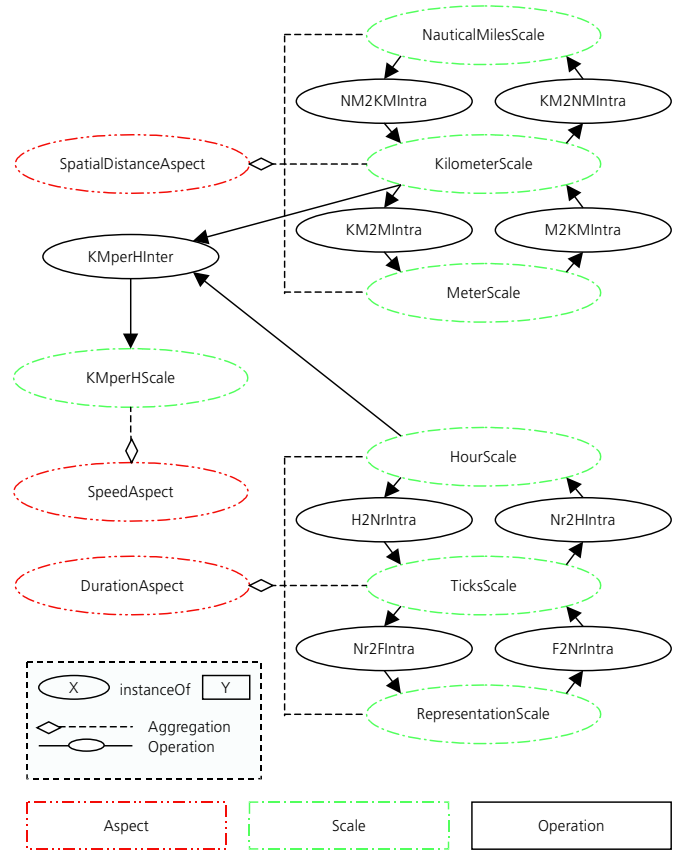 NauticalMilesScale
NM2KMIntra
KM2NMIntra
SpatialDistanceAspect
KilometerScale
KM2MIntra
M2KMIntra
KMperHInter
MeterScale
KMperHScale
HourScale
SpeedAspect
H2NrIntra
Nr2HIntra
DurationAspect
TicksScale
Nr2FIntra
F2NrIntra
X instanceOf Y
RepresentationScale
Aggregation
Operation
Aspect
Scale
Operation